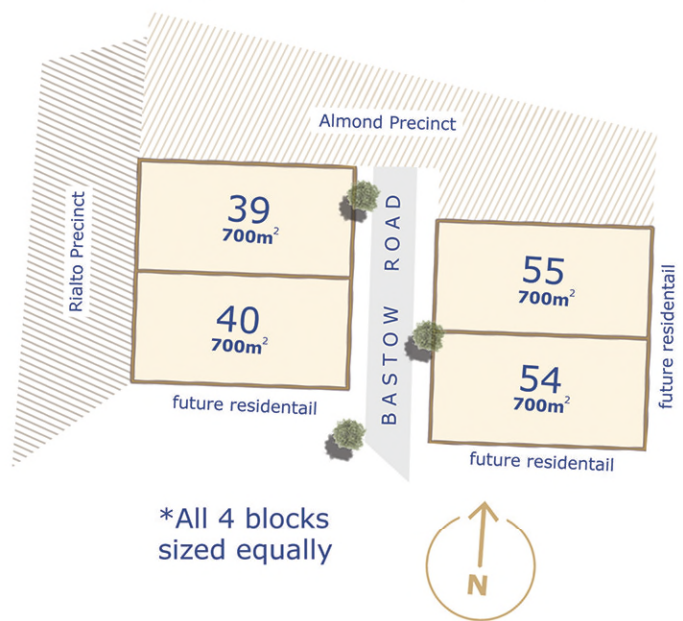 Almond Precinct
Rialto Precinct
39
700m²
40
700m²
BASTOW ROAD
55
700m²
54
700m²
future residentail
future residentail
future residentail
*All 4 blocks
sized equally
N